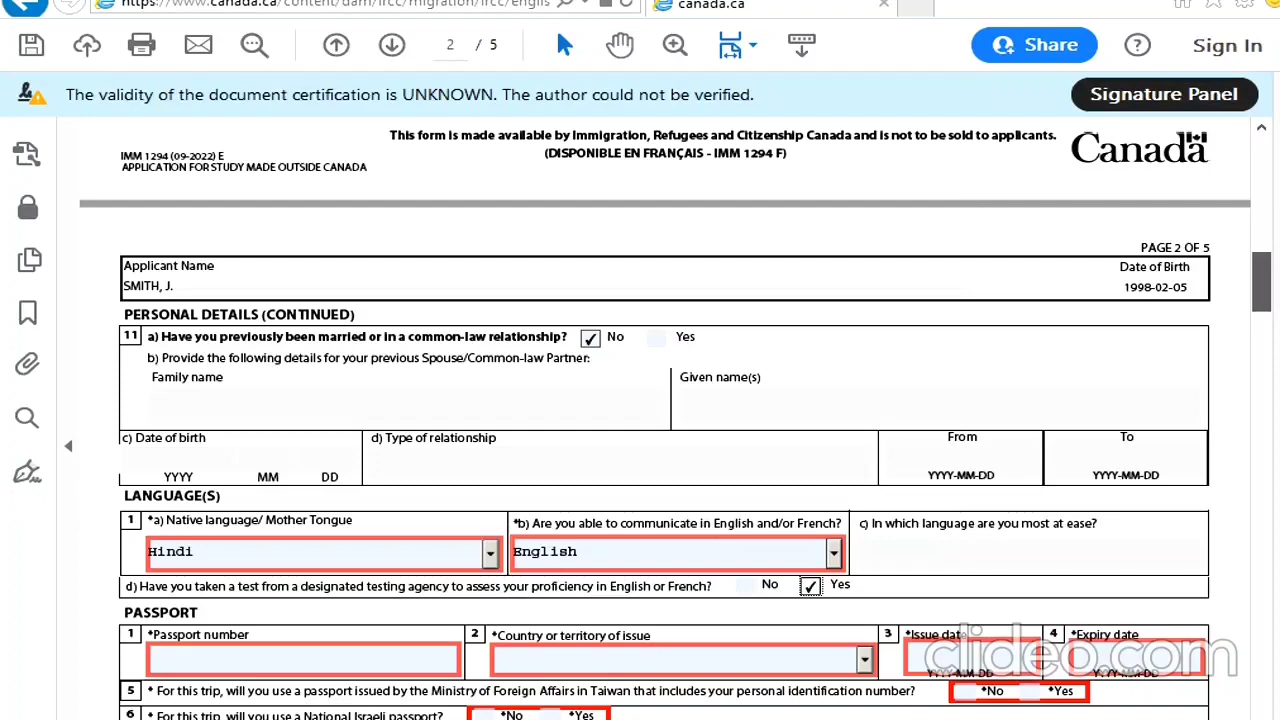 https://www.canada.ca/content/dam/ircc/migration/ircc/englis
canada.ca
2 / 5
Share
Sign In
The validity of the document certification is UNKNOWN. The author could not be verified.
Signature Panel
This form is made available by Immigration, Refugees and Citizenship Canada and is not to be sold to applicants.
(DISPONIBLE EN FRANÇAIS - IMM 1294 F)
Canada
IMM 1294 (09-2022) E
APPLICATION FOR STUDY MADE OUTSIDE CANADA
PAGE 2 OF 5
Applicant Name Date of Birth
SMITH, J. 1998-02-05
PERSONAL DETAILS (CONTINUED)
11 a) Have you previously been married or in a common-law relationship? No Yes
b) Provide the following details for your previous Spouse/Common-law Partner:
Family name Given name(s)
c) Date of birth d) Type of relationship From To
YYYY MM DD YYYY-MM-DD YYYY-MM-DD
LANGUAGE(S)
1 *a) Native language/ Mother Tongue *b) Are you able to communicate in English and/or French? c) In which language are you most at ease?
Hindi English
d) Have you taken a test from a designated testing agency to assess your proficiency in English or French? No Yes
PASSPORT
1 *Passport number 2 *Country or territory of issue 3 *Issue date 4 *Expiry date
clideo.com
YYYY-MM-DD YYYY-MM-DD
5 * For this trip, will you use a passport issued by the Ministry of Foreign Affairs in Taiwan that includes your personal identification number? *No *Yes
6 * For this trip, will you use a National Israeli passport? *No *Yes